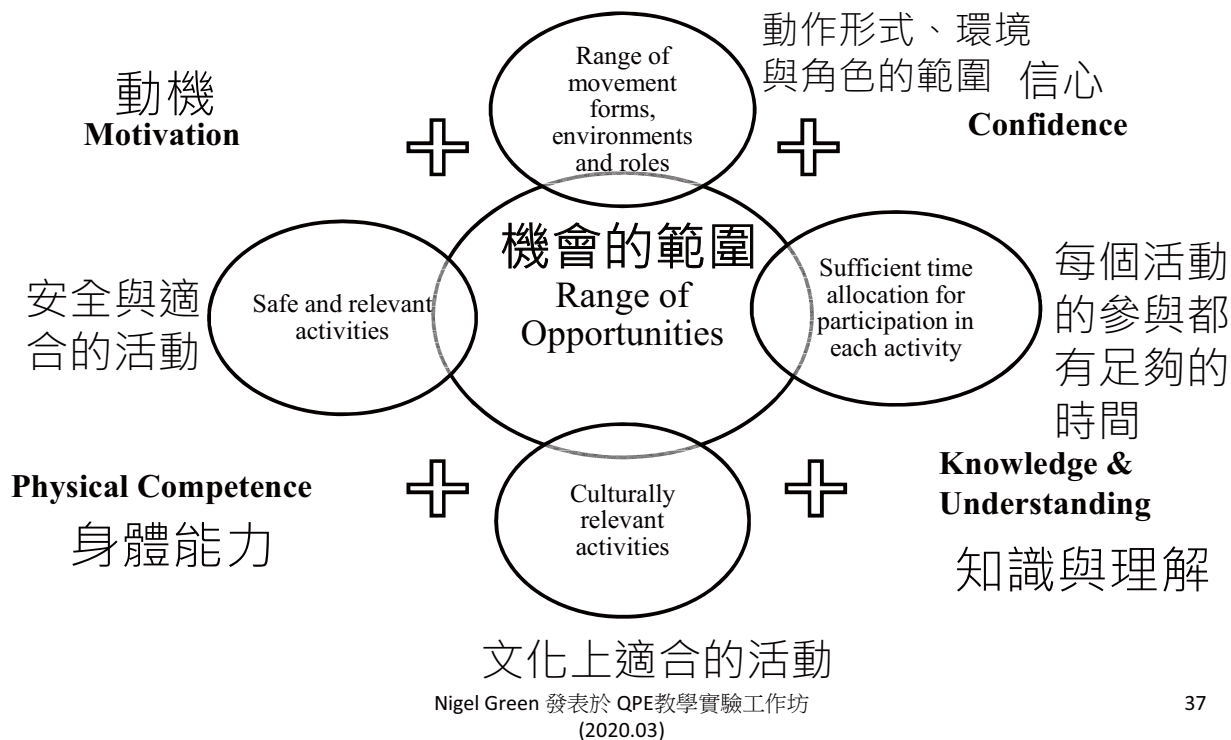 動機
Motivation
Range of
movement
forms,
environments
and roles
動作形式、環境
與角色的範圍
信心
Confidence
安全與適
合的活動
Safe and relevant
activities
機會的範圍
Range of
Opportunities
Sufficient time
allocation for
participation in
each activity
每個活動
的參與都
有足夠的
時間
Physical Competence
身體能力
Culturally
relevant
activities
Knowledge &
Understanding
知識與理解
文化上適合的活動
Nigel Green 發表於 QPE教學實驗工作坊
(2020.03)
37